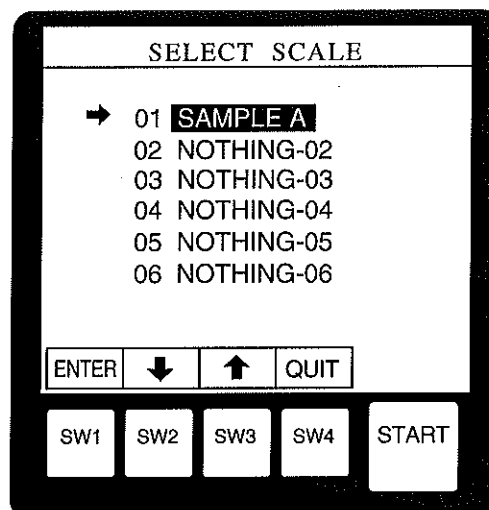 SELECT SCALE
➡ 01 SAMPLE A
02 NOTHING-02
03 NOTHING-03
04 NOTHING-04
05 NOTHING-05
06 NOTHING-06
ENTER ⬇ ⬆ QUIT
SW1 SW2 SW3 SW4 START